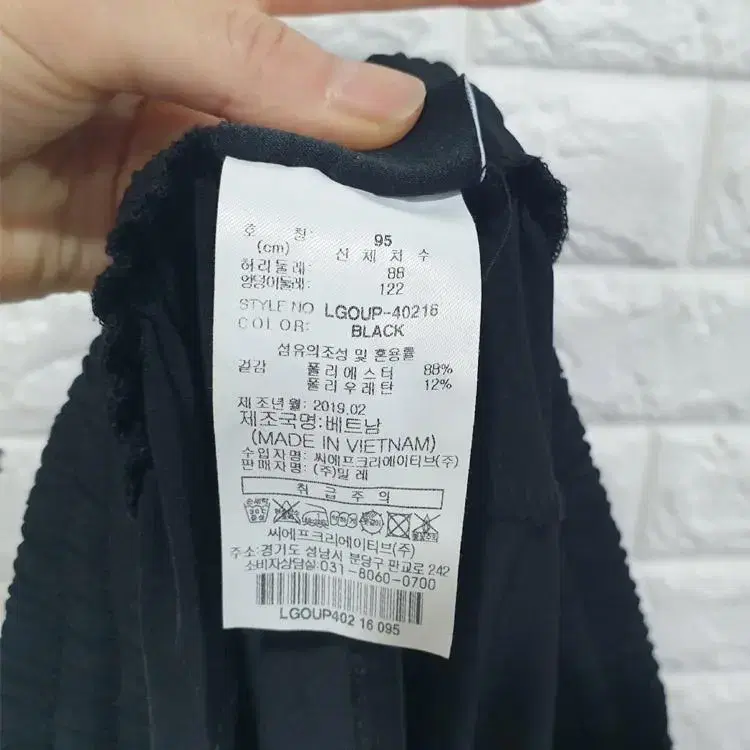 호 칭: 95
(cm) 신 체 치 수
허리둘레: 88
엉덩이둘레: 122
STYLE NO LGOUP-40216
COLOR: BLACK
섬유의조성 및 혼용률
겉감 폴리에스터 88%
폴리우레탄 12%
제조년월: 2019.02
제조국명:베트남
(MADE IN VIETNAM)
수입자명: 씨에프크리에이티브(주)
판매자명: (주)밀 레
취 급 주 의
씨에프크리에이티브(주)
주소:경기도 성남시 분당구 판교로 242
소비자상담실:031-8060-0700
LGOUP402 16 095